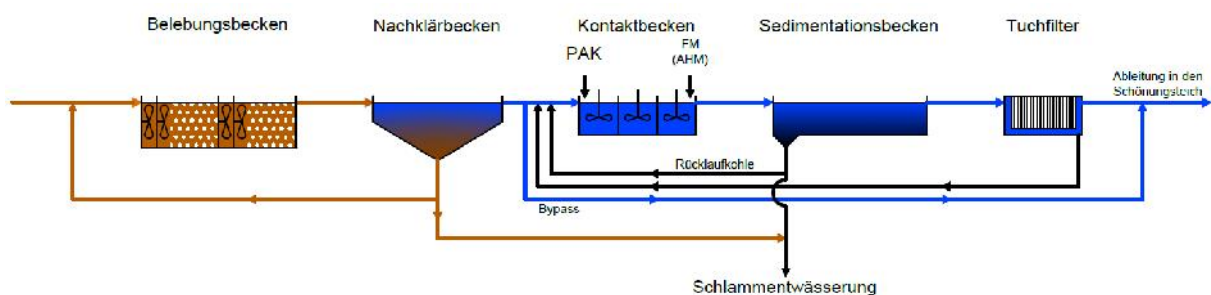 Belebungsbecken
Nachklärbecken
Kontaktbecken
Sedimentationsbecken
Tuchfilter
PAK
FM
(AHM)
Ableitung in den
Schönungsteich
Rücklaufkohle
Bypass
Schlammentwässerung